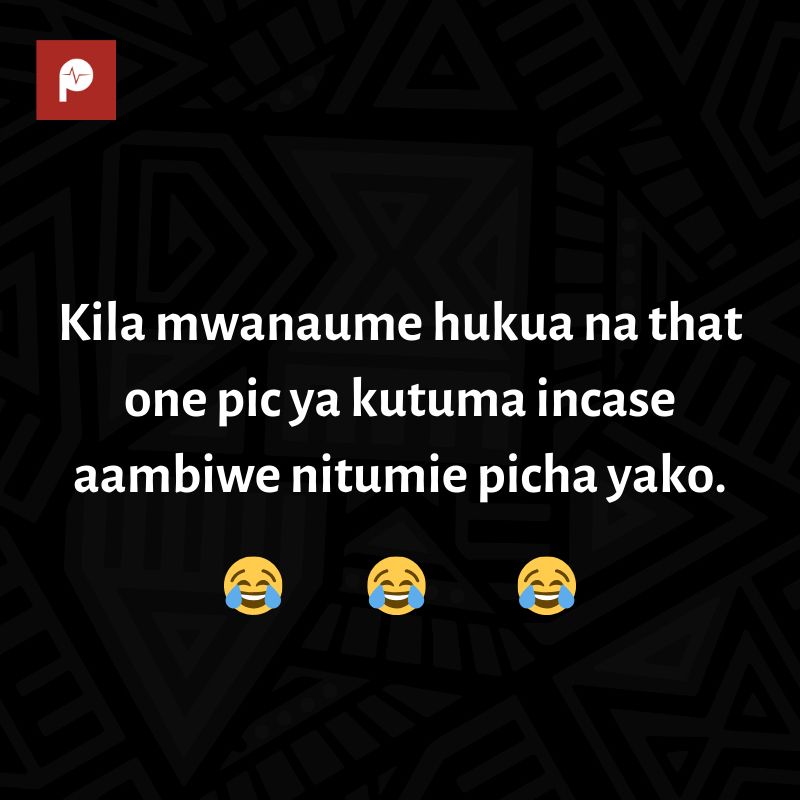 Kila mwanaume hukua na that
one pic ya kutuma incase
aambiwe nitumie picha yako.